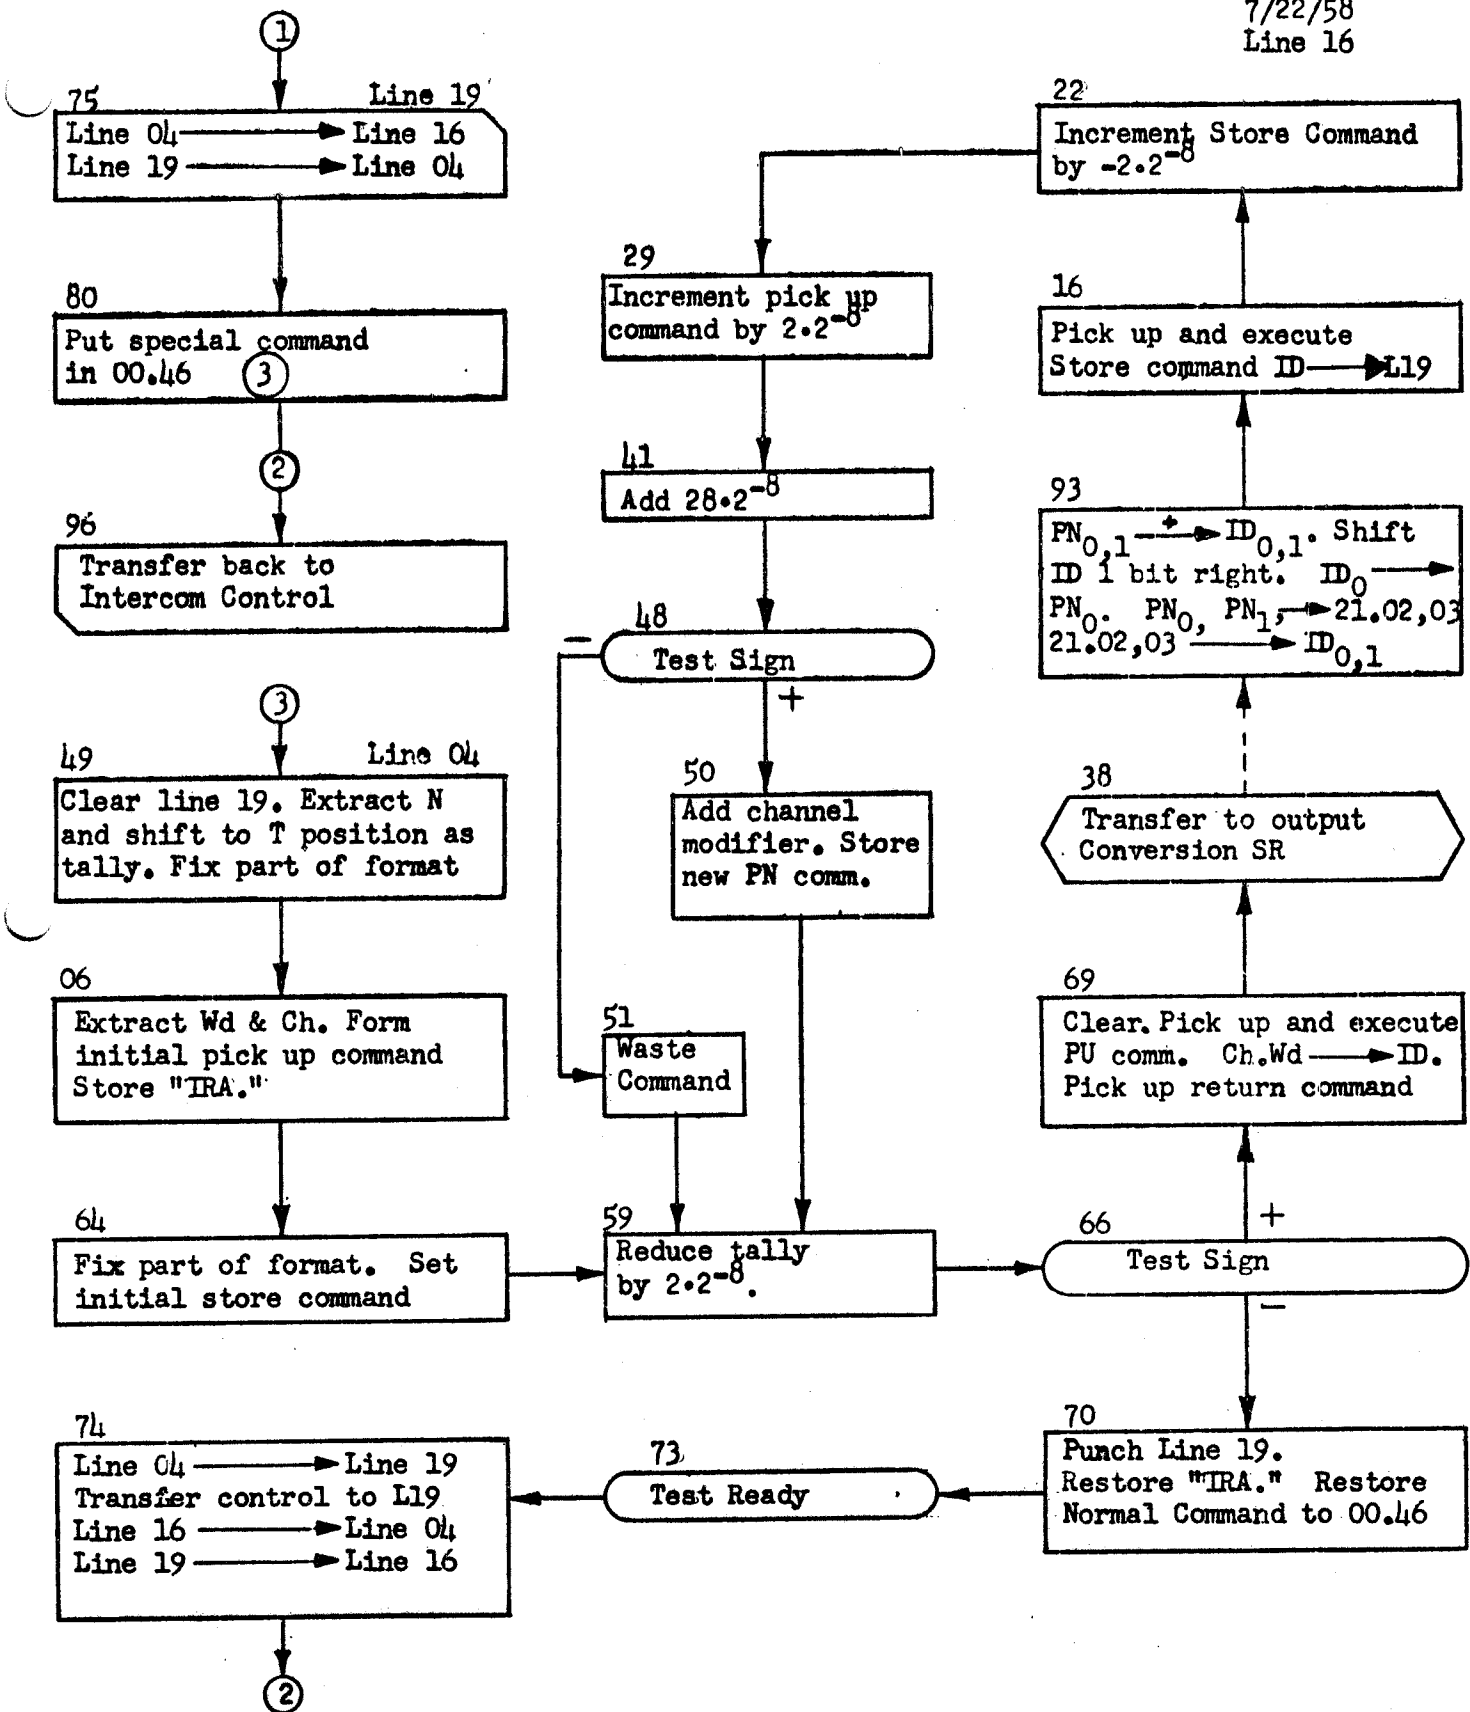 7/22/58
Line 16
1
75
Line 19
Line 04 → Line 16
Line 19 → Line 04
80
Put special command
in 00.46 3
2
96
Transfer back to
Intercom Control
3
49
Line 04
Clear line 19. Extract N
and shift to T position as
tally. Fix part of format
06
Extract Wd & Ch. Form
initial pick up command
Store "IRA."
64
Fix part of format. Set
initial store command
74
Line 04 → Line 19
Transfer control to L19
Line 16 → Line 04
Line 19 → Line 16
2
29
Increment pick up
command by 2•2⁻⁸
41
Add 28•2⁻⁸
48
−
Test Sign
+
50
Add channel
modifier. Store
new PN comm.
51
Waste
Command
59
Reduce tally
by 2•2⁻⁸.
73
Test Ready
22
Increment Store Command
by -2•2⁻⁸
16
Pick up and execute
Store command ID → L19
93
PN₀,₁ + → ID₀,₁. Shift
ID 1 bit right. ID₀ →
PN₀. PN₀, PN₁, → 21.02,03
21.02,03 → ID₀,₁
38
Transfer to output
Conversion SR
69
Clear. Pick up and execute
PU comm. Ch.Wd → ID.
Pick up return command
66
+
Test Sign
−
70
Punch Line 19.
Restore "IRA." Restore
Normal Command to 00.46